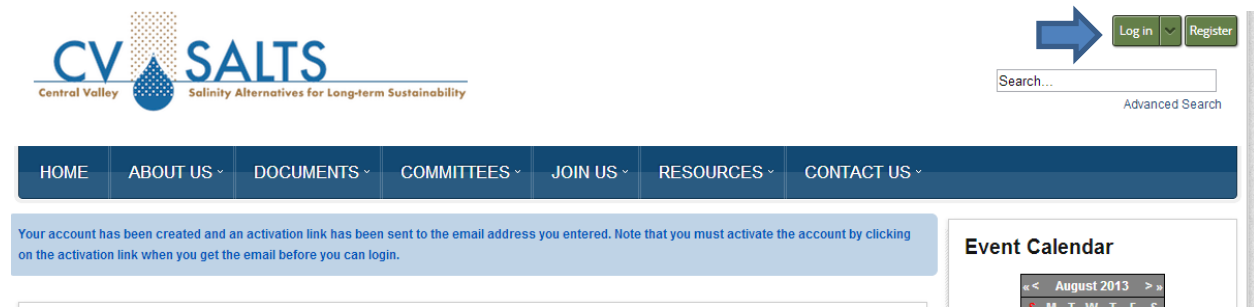 CV SALTS
Central Valley Salinity Alternatives for Long-term Sustainability
Log in Register
Search...
Advanced Search
HOME ABOUT US DOCUMENTS COMMITTEES JOIN US RESOURCES CONTACT US
Your account has been created and an activation link has been sent to the email address you entered. Note that you must activate the account by clicking
on the activation link when you get the email before you can login.
Event Calendar
«< August 2013 >»
S M T W T F S